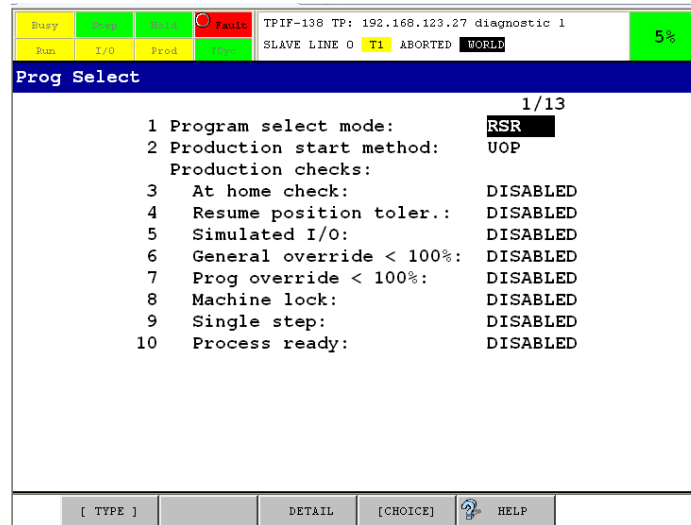 Busy Step Hold Fault TPIF-138 TP: 192.168.123.27 diagnostic 1 5%
Run I/O Prod TCyc SLAVE LINE 0 T1 ABORTED WORLD
Prog Select
1/13
1 Program select mode: RSR
2 Production start method: UOP
Production checks:
3 At home check: DISABLED
4 Resume position toler.: DISABLED
5 Simulated I/O: DISABLED
6 General override < 100%: DISABLED
7 Prog override < 100%: DISABLED
8 Machine lock: DISABLED
9 Single step: DISABLED
10 Process ready: DISABLED
[ TYPE ] DETAIL [CHOICE] HELP